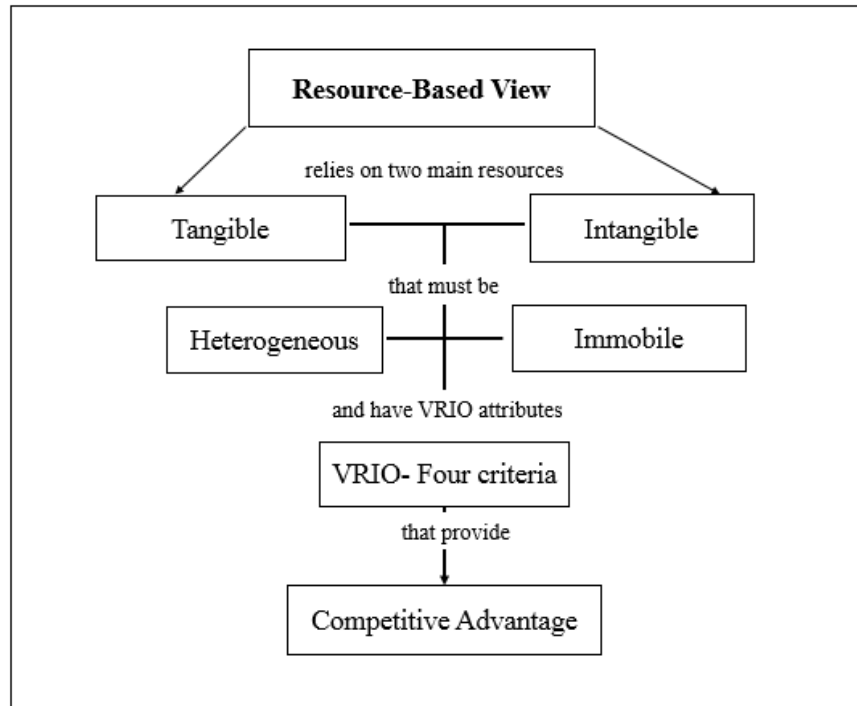 Resource-Based View
relies on two main resources
Tangible
Intangible
that must be
Heterogeneous
Immobile
and have VRIO attributes
VRIO- Four criteria
that provide
Competitive Advantage